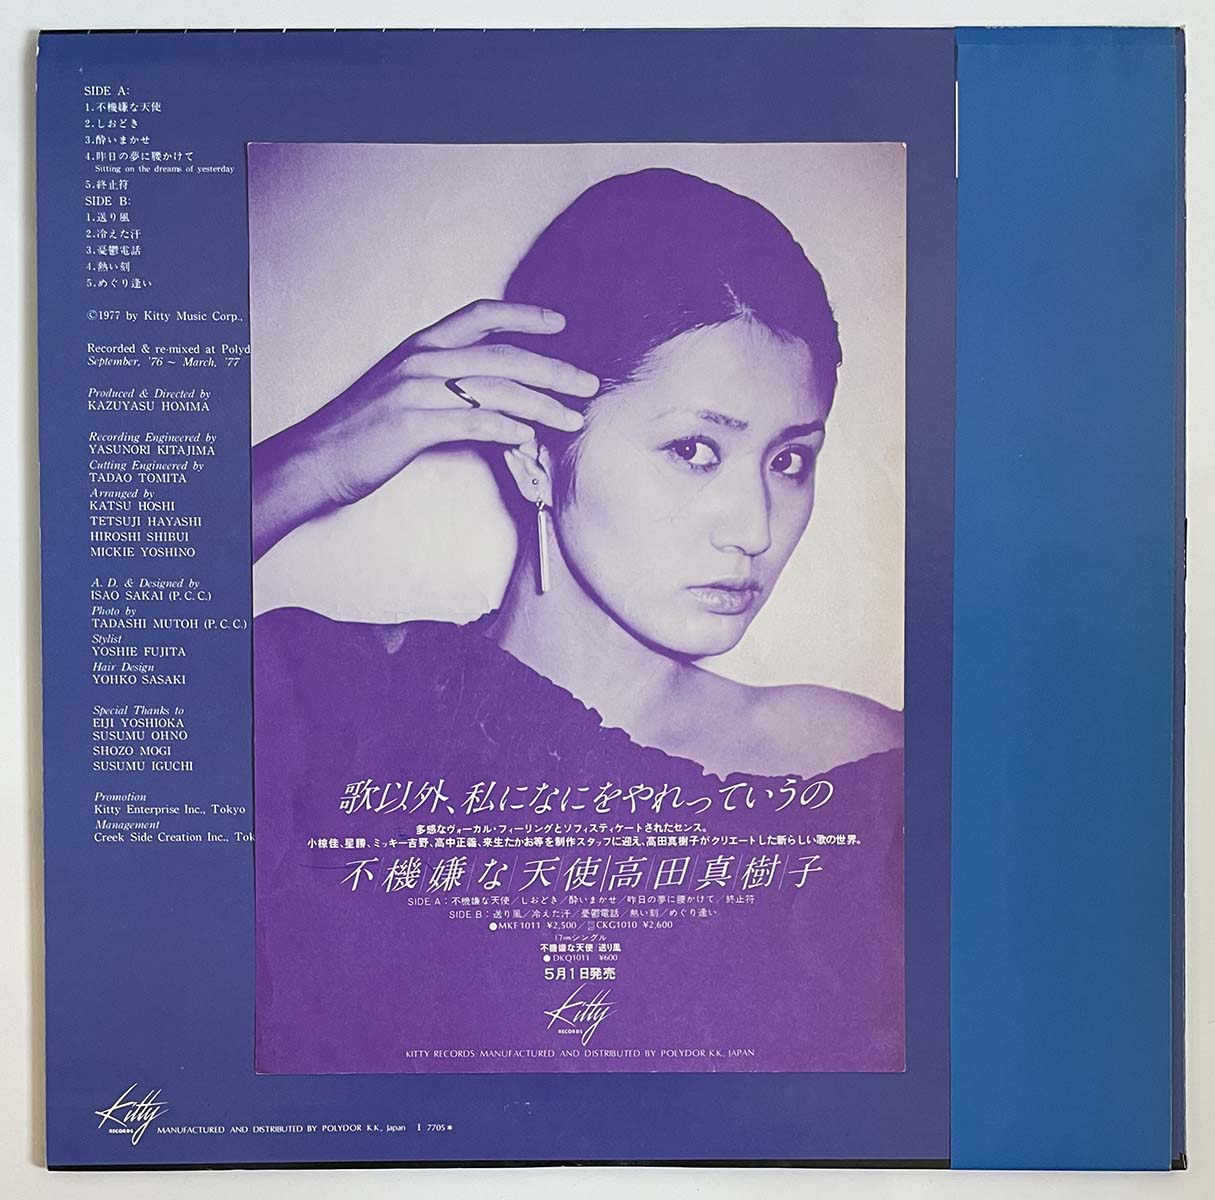 SIDE A:
1.不機嫌な天使
2.しおどき
3.酔いまかせ
4.昨日の夢に腰かけて
Sitting on the dreams of yesterday
5.終止符
SIDE B:
1.送り風
2.冷えた汗
3.憂鬱電話
4.熱い刻
5.めぐり逢い
©1977 by Kitty Music Corp.,
Recorded & re-mixed at Polyd
September, '76 ~ March, '77
Produced & Directed by
KAZUYASU HOMMA
Recording Engineered by
YASUNORI KITAJIMA
Cutting Engineered by
TADAO TOMITA
Arranged by
KATSU HOSHI
TETSUJI HAYASHI
HIROSHI SHIBUI
MICKIE YOSHINO
A. D. & Designed by
ISAO SAKAI (P.C.C.)
Photo by
TADASHI MUTOH (P.C.C.)
Stylist
YOSHIE FUJITA
Hair Design
YOHKO SASAKI
Special Thanks to
EIJI YOSHIOKA
SUSUMU OHNO
SHOZO MOGI
SUSUMU IGUCHI
Promotion
Kitty Enterprise Inc., Tokyo
Management
Creek Side Creation Inc., Tok
Kitty
RECORDS
MANUFACTURED AND DISTRIBUTED BY POLYDOR K.K., Japan I 7705*
歌以外、私になにをやれっていうの
多感なヴォーカル・フィーリングとソフィスティケートされたセンス。
小椋佳、星勝、ミッキー吉野、高中正義、来生たかお等を制作スタッフに迎え、高田真樹子がクリエートした新らしい歌の世界。
不機嫌な天使/高田真樹子
SIDE A:不機嫌な天使/しおどき/酔いまかせ/昨日の夢に腰かけて/終止符
SIDE B:送り風/冷えた汗/憂鬱電話/熱い刻/めぐり逢い
●MKF1011 ¥2,500/CKG1010 ¥2,600
17cmシングル
不機嫌な天使/送り風
●DKQ1011 ¥600
5月1日発売
Kitty
RECORDS
KITTY RECORDS/MANUFACTURED AND DISTRIBUTED BY POLYDOR K.K., JAPAN